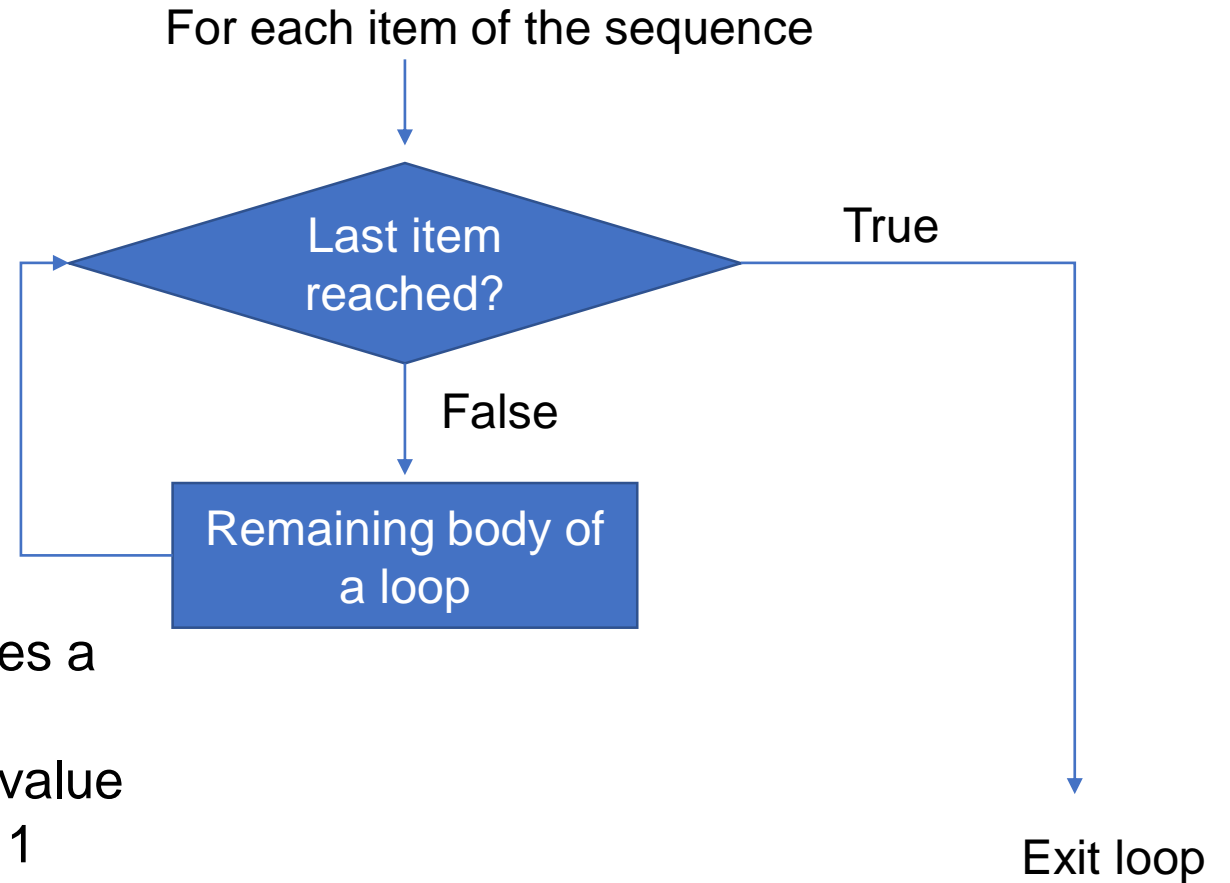 For each item of the sequence
Last item
reached?
True
False
Remaining body of
a loop
es a
value
1
Exit loop